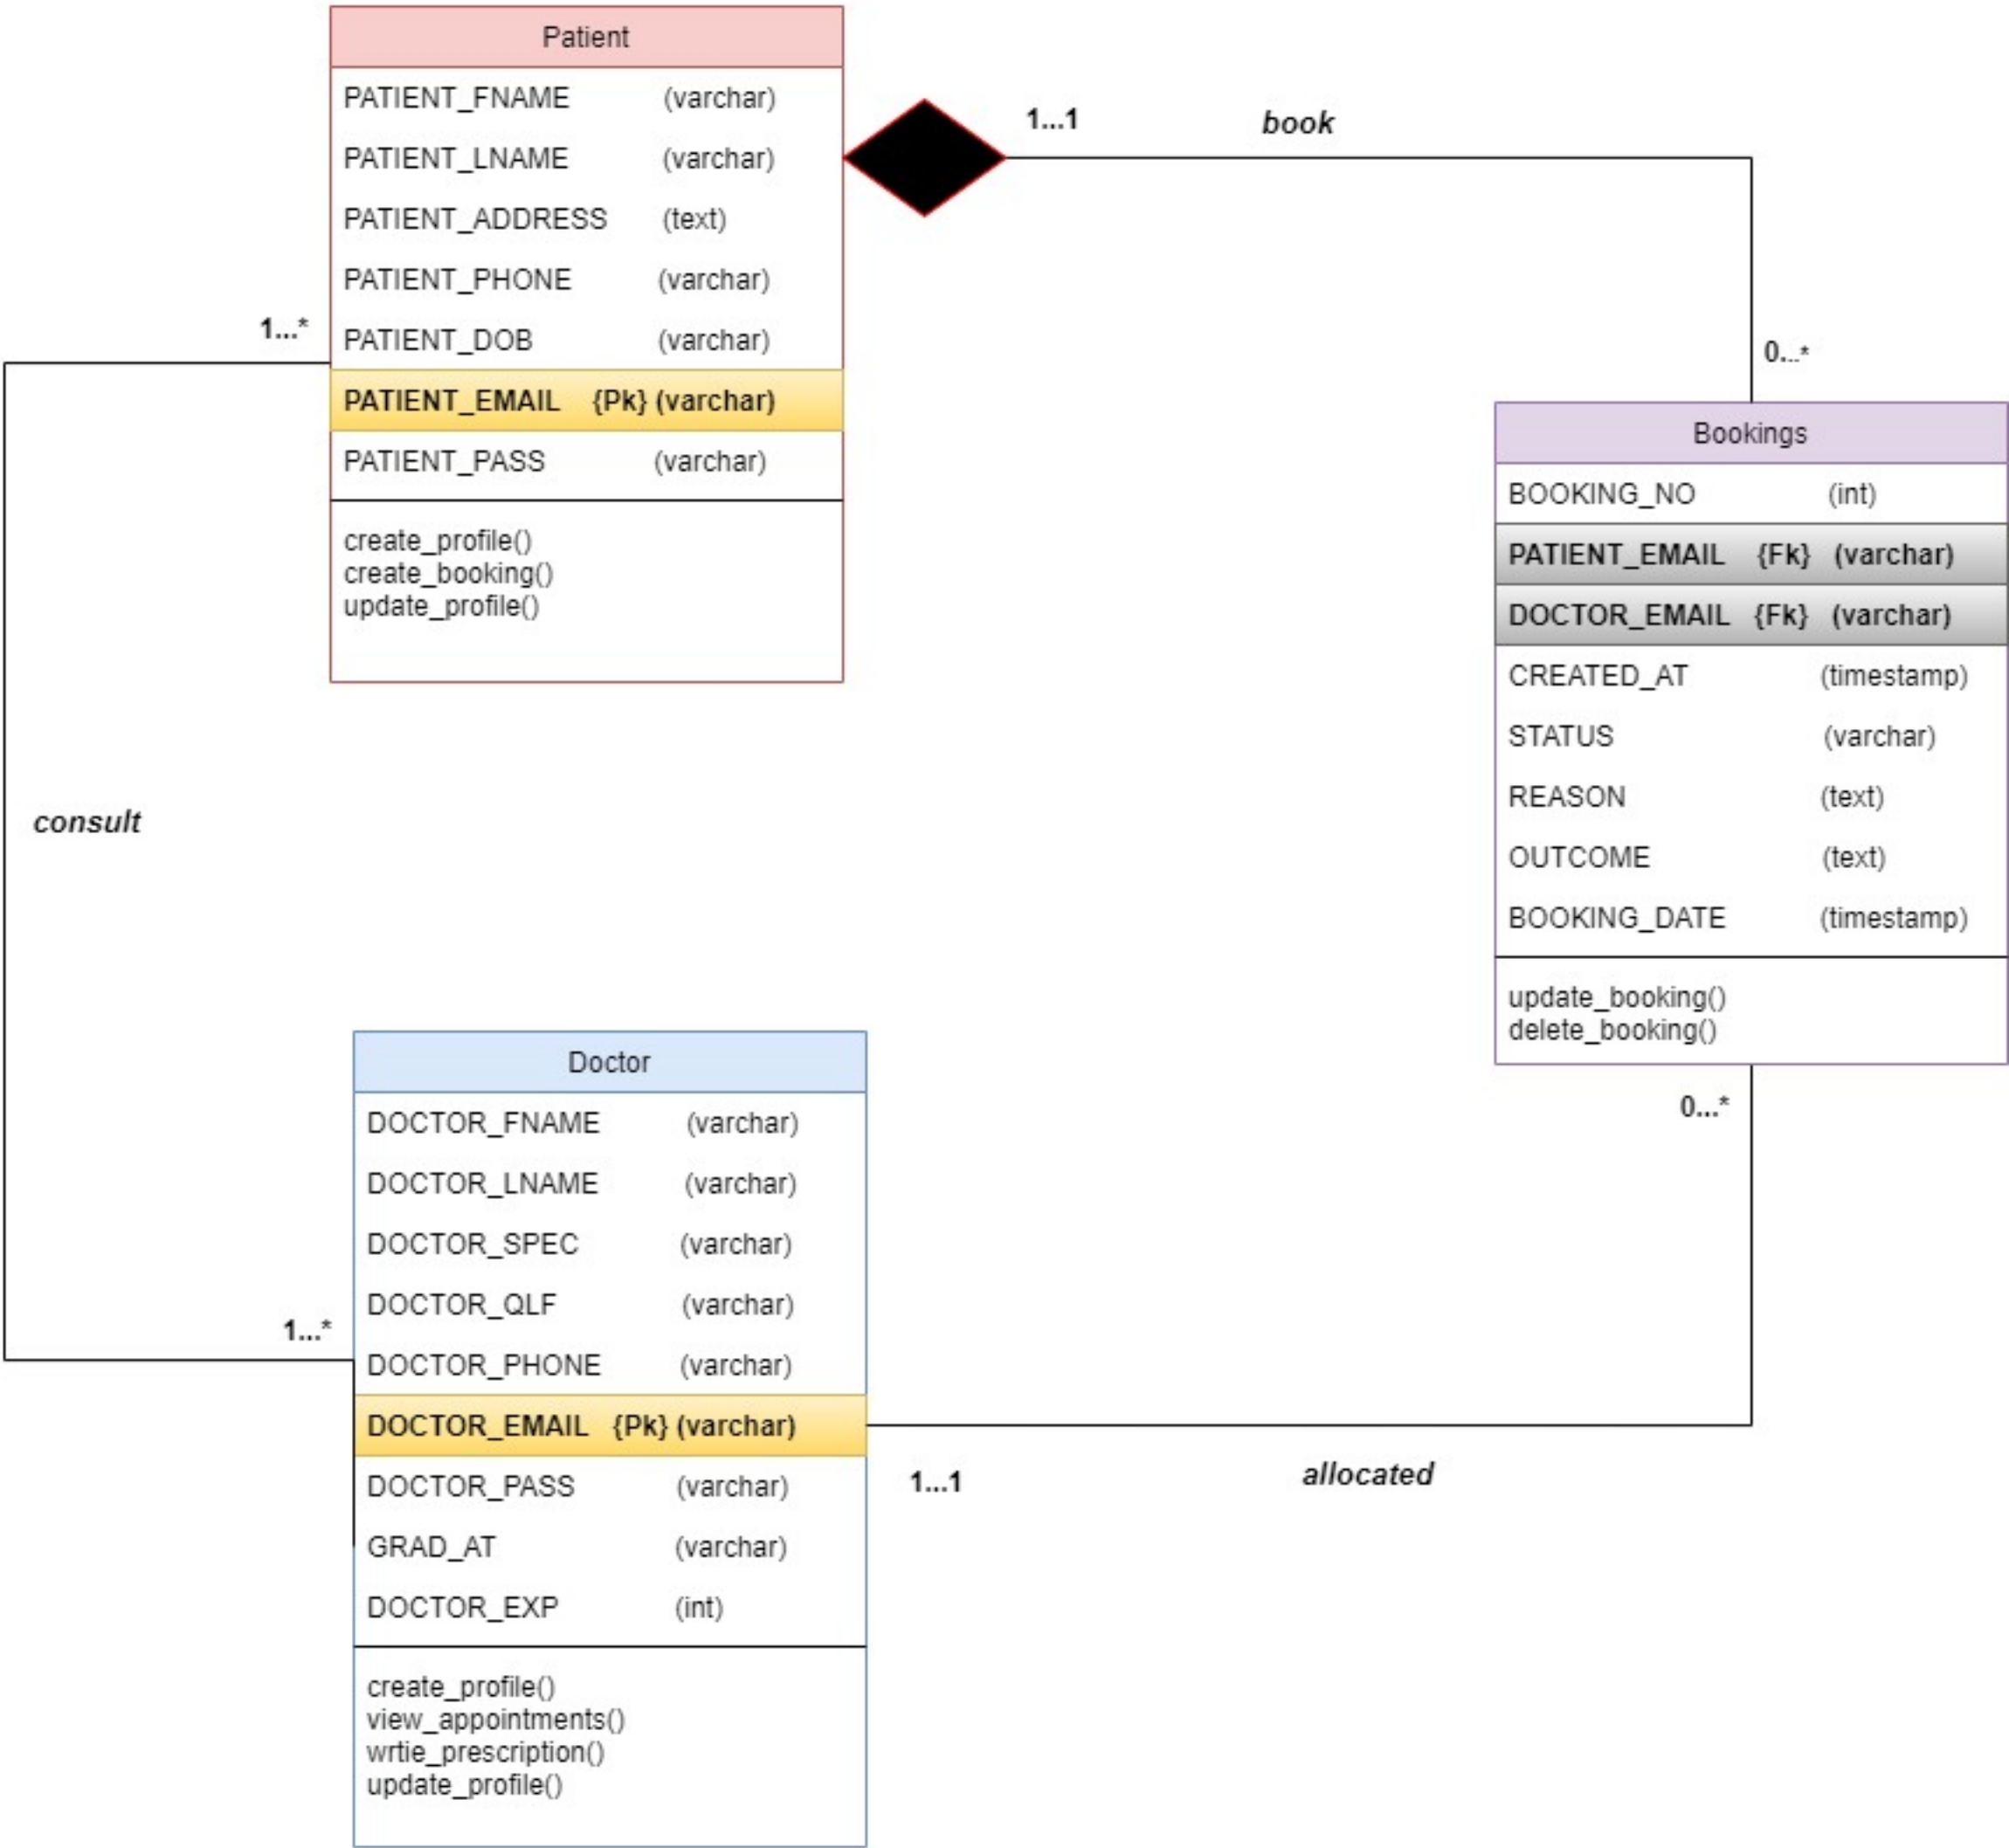 Patient
PATIENT_FNAME (varchar)
PATIENT_LNAME (varchar)
PATIENT_ADDRESS (text)
PATIENT_PHONE (varchar)
PATIENT_DOB (varchar)
PATIENT_EMAIL {Pk} (varchar)
PATIENT_PASS (varchar)
create_profile()
create_booking()
update_profile()
1...1
book
0...*
1...*
consult
1...*
Bookings
BOOKING_NO (int)
PATIENT_EMAIL {Fk} (varchar)
DOCTOR_EMAIL {Fk} (varchar)
CREATED_AT (timestamp)
STATUS (varchar)
REASON (text)
OUTCOME (text)
BOOKING_DATE (timestamp)
update_booking()
delete_booking()
0...*
Doctor
DOCTOR_FNAME (varchar)
DOCTOR_LNAME (varchar)
DOCTOR_SPEC (varchar)
DOCTOR_QLF (varchar)
DOCTOR_PHONE (varchar)
DOCTOR_EMAIL {Pk} (varchar)
DOCTOR_PASS (varchar)
GRAD_AT (varchar)
DOCTOR_EXP (int)
create_profile()
view_appointments()
wrtie_prescription()
update_profile()
1...1
allocated